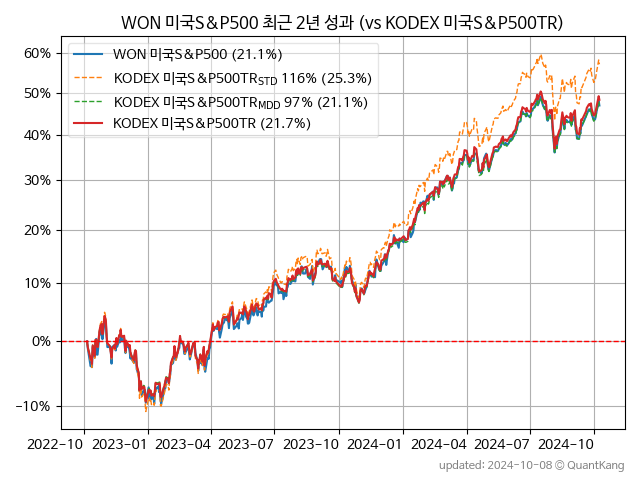 WON 미국S&P500 최근 2년 성과 (vs KODEX 미국S&P500TR)
WON 미국S&P500 (21.1%)
KODEX 미국S&P500TRSTD 116% (25.3%)
KODEX 미국S&P500TRMDD 97% (21.1%)
KODEX 미국S&P500TR (21.7%)
60%
50%
40%
30%
20%
10%
0%
−10%
2022-10 2023-01 2023-04 2023-07 2023-10 2024-01 2024-04 2024-07 2024-10
updated: 2024-10-08 © QuantKang